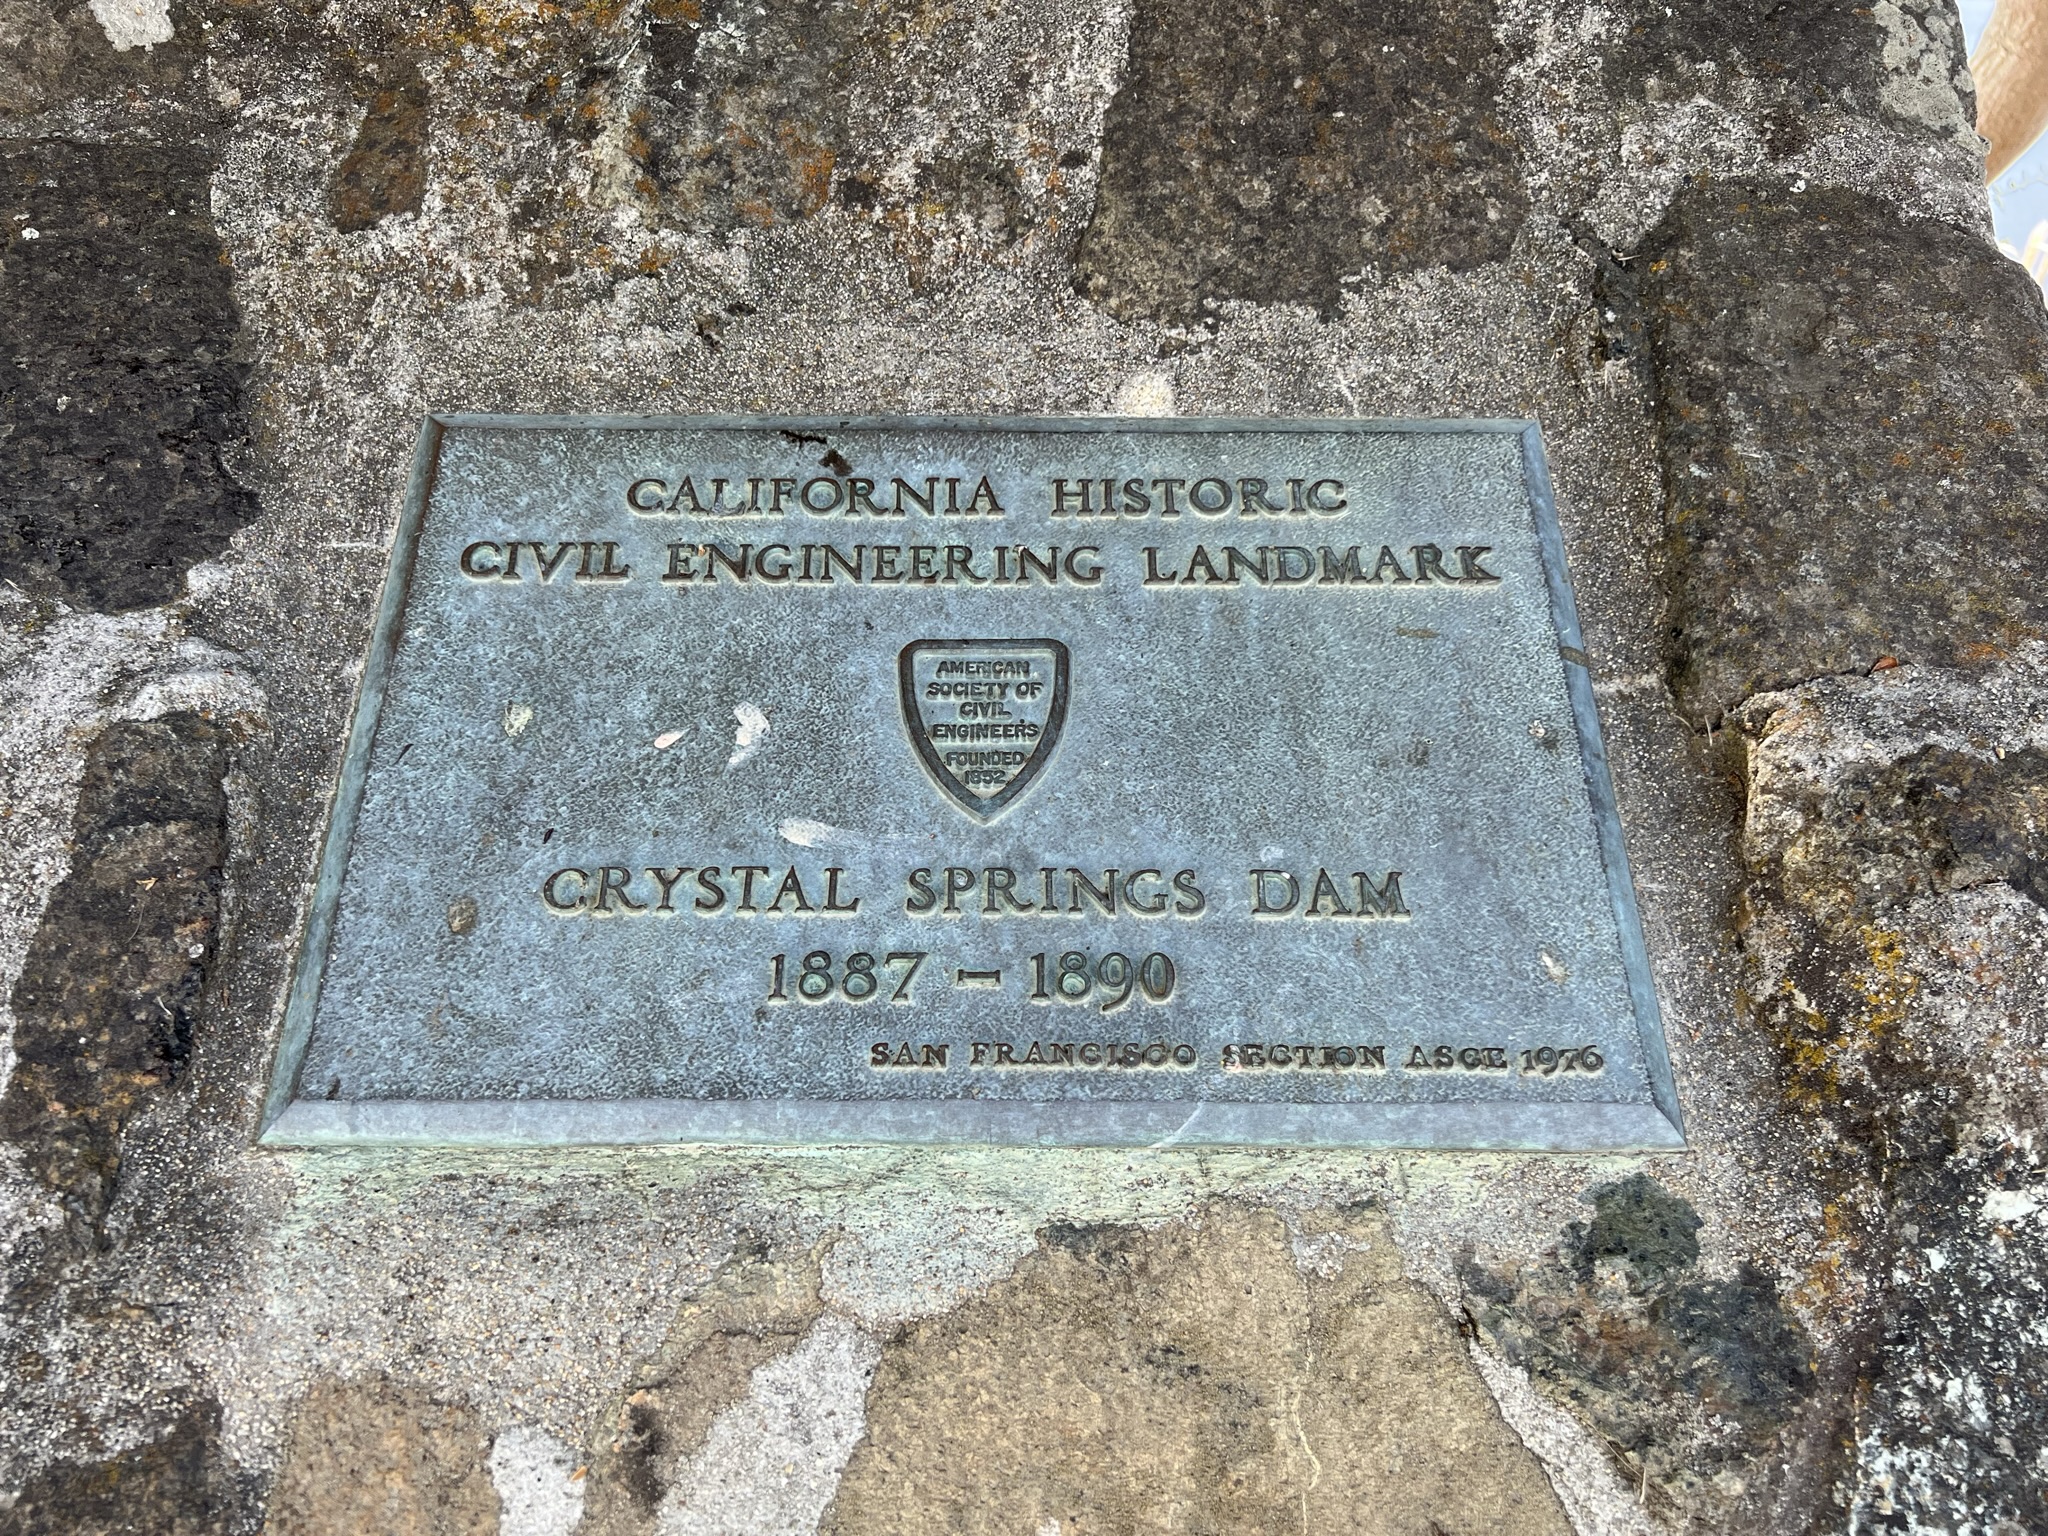 CALIFORNIA HISTORIC
CIVIL ENGINEERING LANDMARK
AMERICAN
SOCIETY OF
CIVIL
ENGINEERS
FOUNDED
1852
CRYSTAL SPRINGS DAM
1887 – 1890
SAN FRANCISCO SECTION ASCE 1976